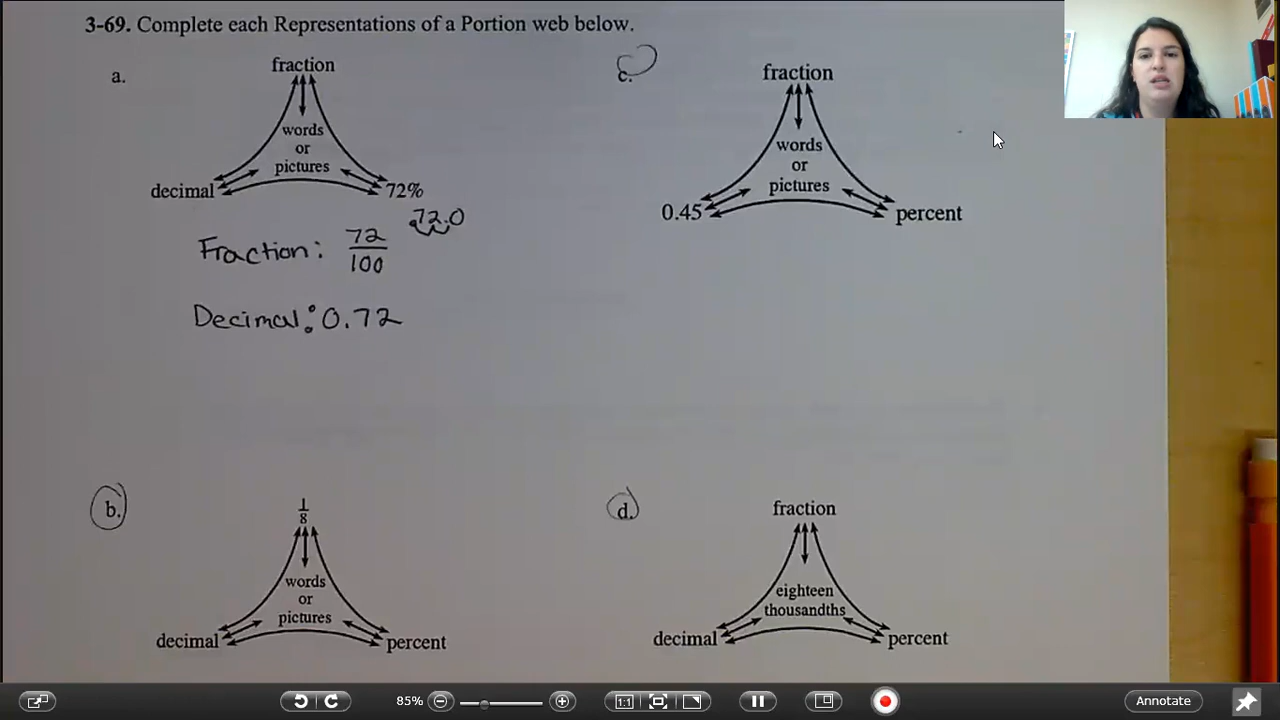 3-69. Complete each Representations of a Portion web below.
a.
fraction
words
or
pictures
decimal
72%
72.0
Fraction: 72/100
Decimal: 0.72
c.
fraction
words
or
pictures
0.45
percent
b.
1/8
words
or
pictures
decimal
percent
d.
fraction
eighteen
thousandths
decimal
percent
85%
1:1
Annotate